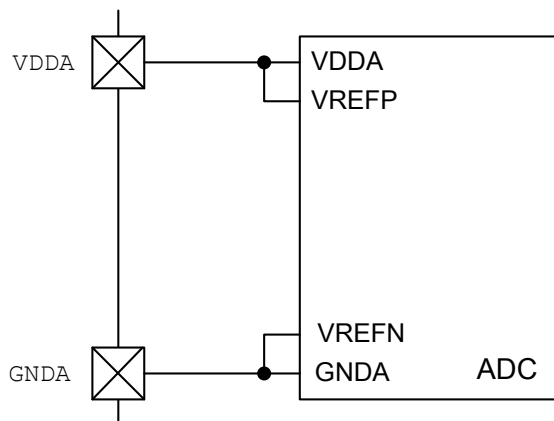 VDDA
VDDA
VREFP
VREFN
GNDA
GNDA
ADC